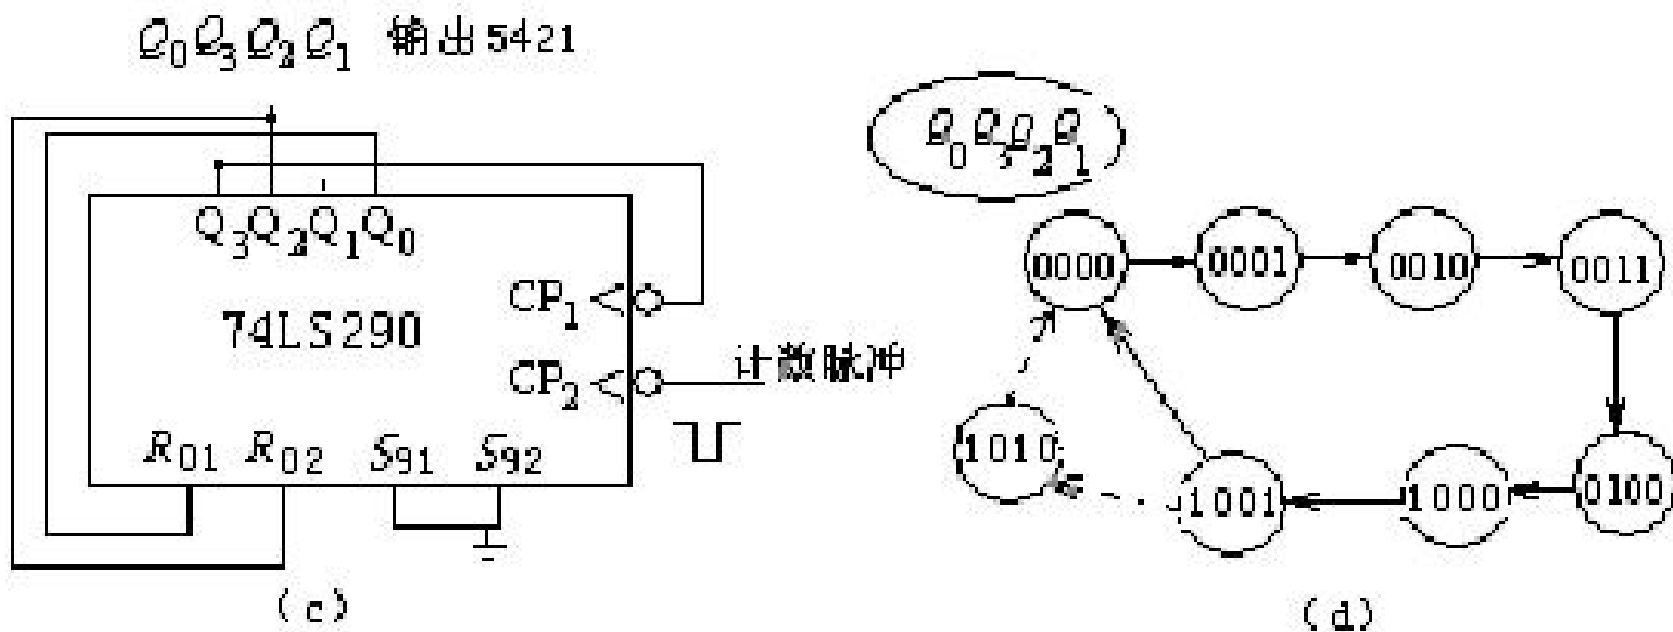 Q₀Q₃Q₂Q₁ 输出5421
Q₃Q₂Q₁Q₀
CP₁
74LS290
CP₂
计数脉冲
R₀₁ R₀₂ S₉₁ S₉₂
(c)
Q₀Q₃Q₂Q₁
0000 0001 0010 0011
1010 1001 1000 0100
(d)